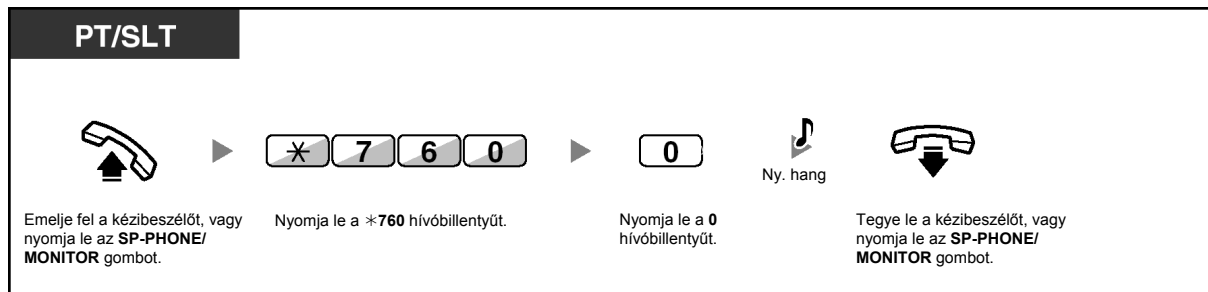 PT/SLT
✳ 7 6 0
0
Ny. hang
Emelje fel a kézibeszélőt, vagy
nyomja le az SP-PHONE/
MONITOR gombot.
Nyomja le a ✳760 hívóbillentyűt.
Nyomja le a 0
hívóbillentyűt.
Tegye le a kézibeszélőt, vagy
nyomja le az SP-PHONE/
MONITOR gombot.